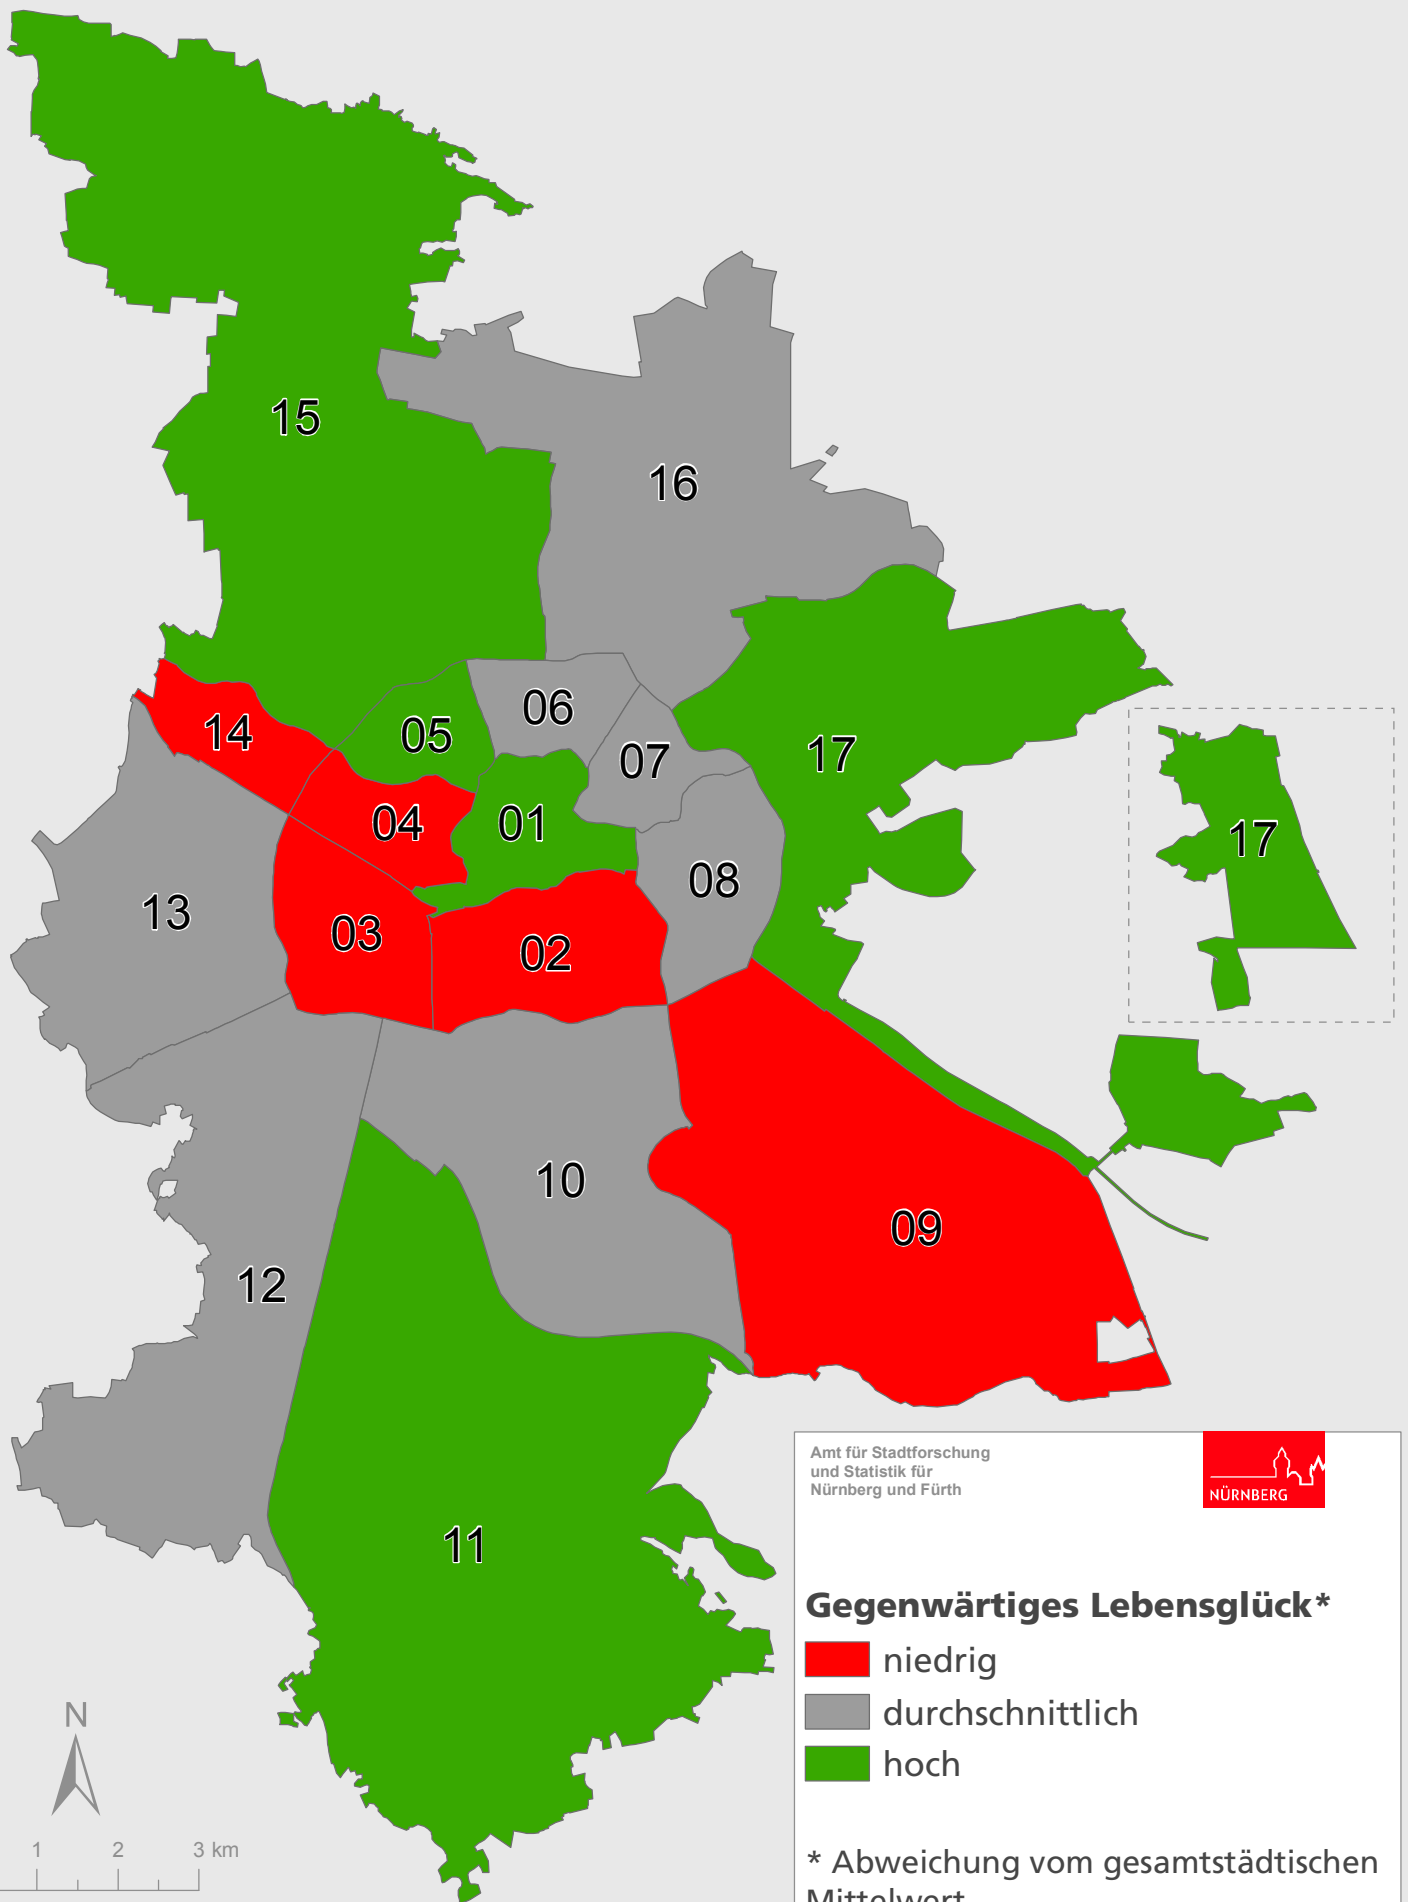 15
16
06
14
05
07
17
04
01
17
08
13
03
02
10
09
12
11
Amt für Stadtforschung
und Statistik für
Nürnberg und Fürth
NÜRNBERG
Gegenwärtiges Lebensglück*
niedrig
durchschnittlich
hoch
* Abweichung vom gesamtstädtischen
Mittelwert
N
1 2 3 km